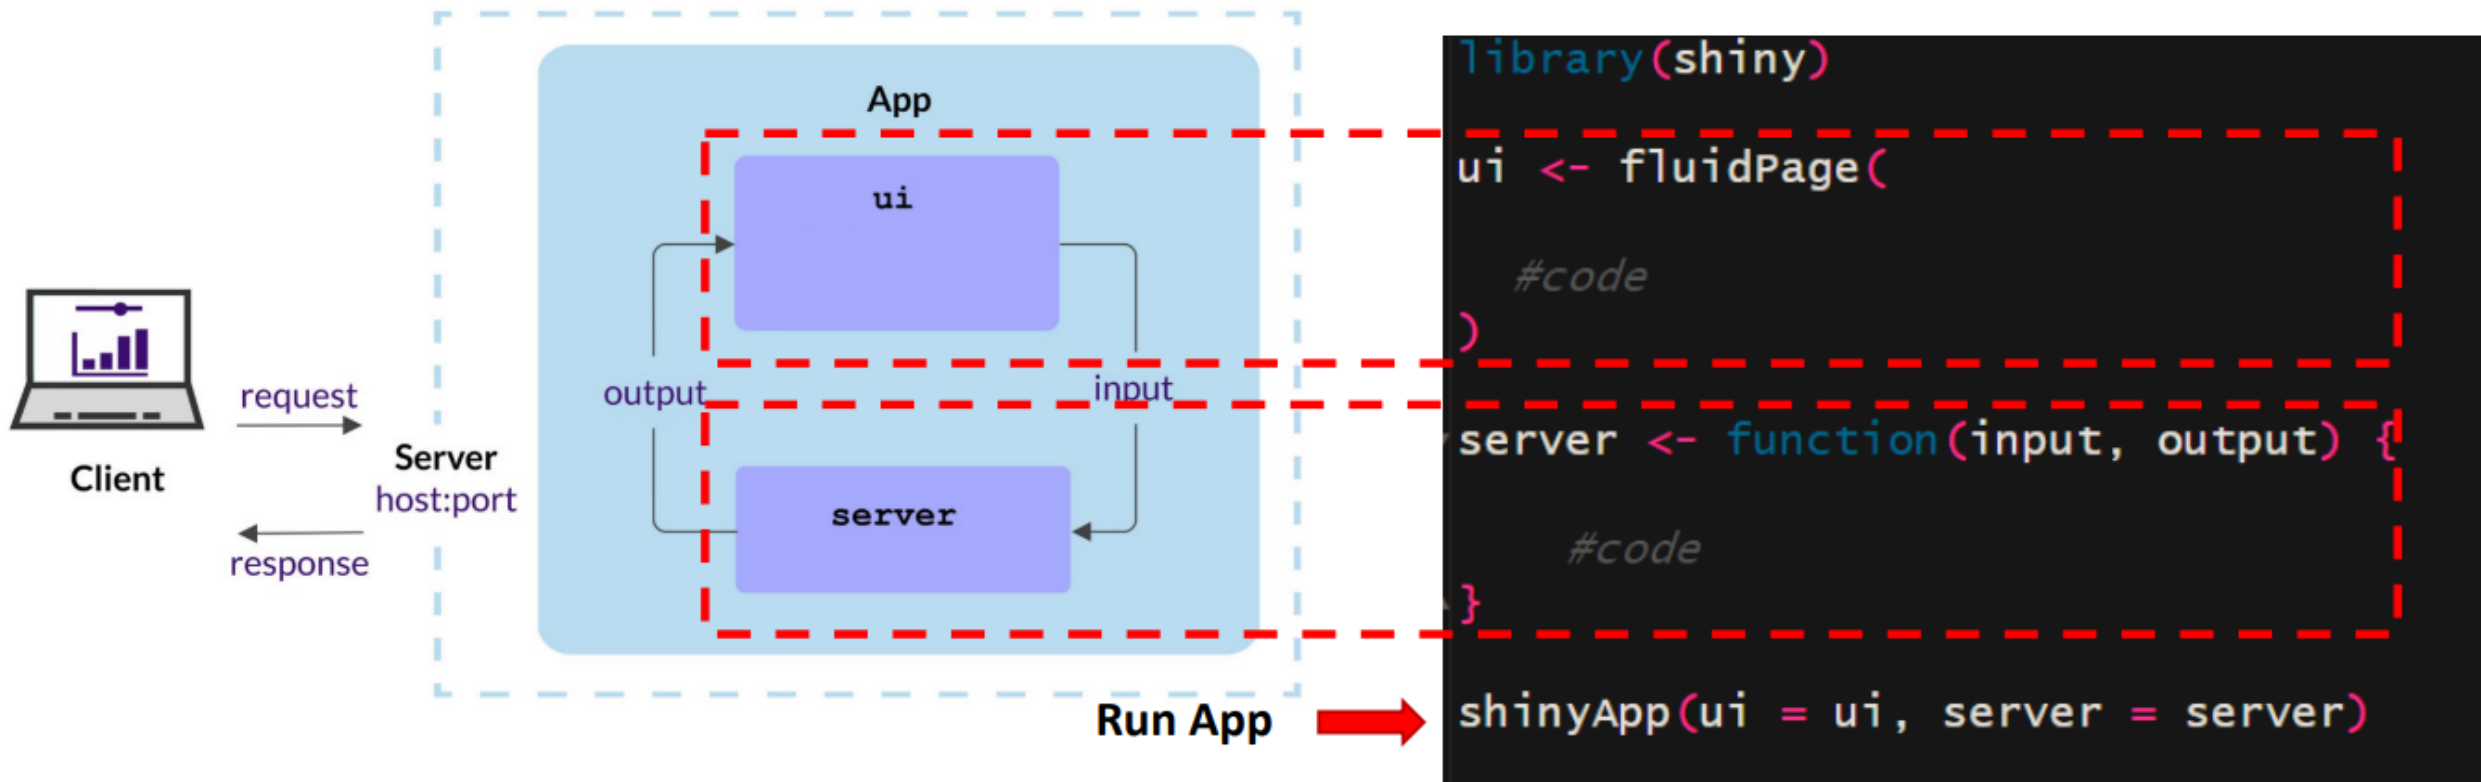 App
ui
output
input
server
request
Client
Server
host:port
response
Run App
library(shiny)
ui <- fluidPage(
#code
)
server <- function(input, output) {
#code
}
shinyApp(ui = ui, server = server)